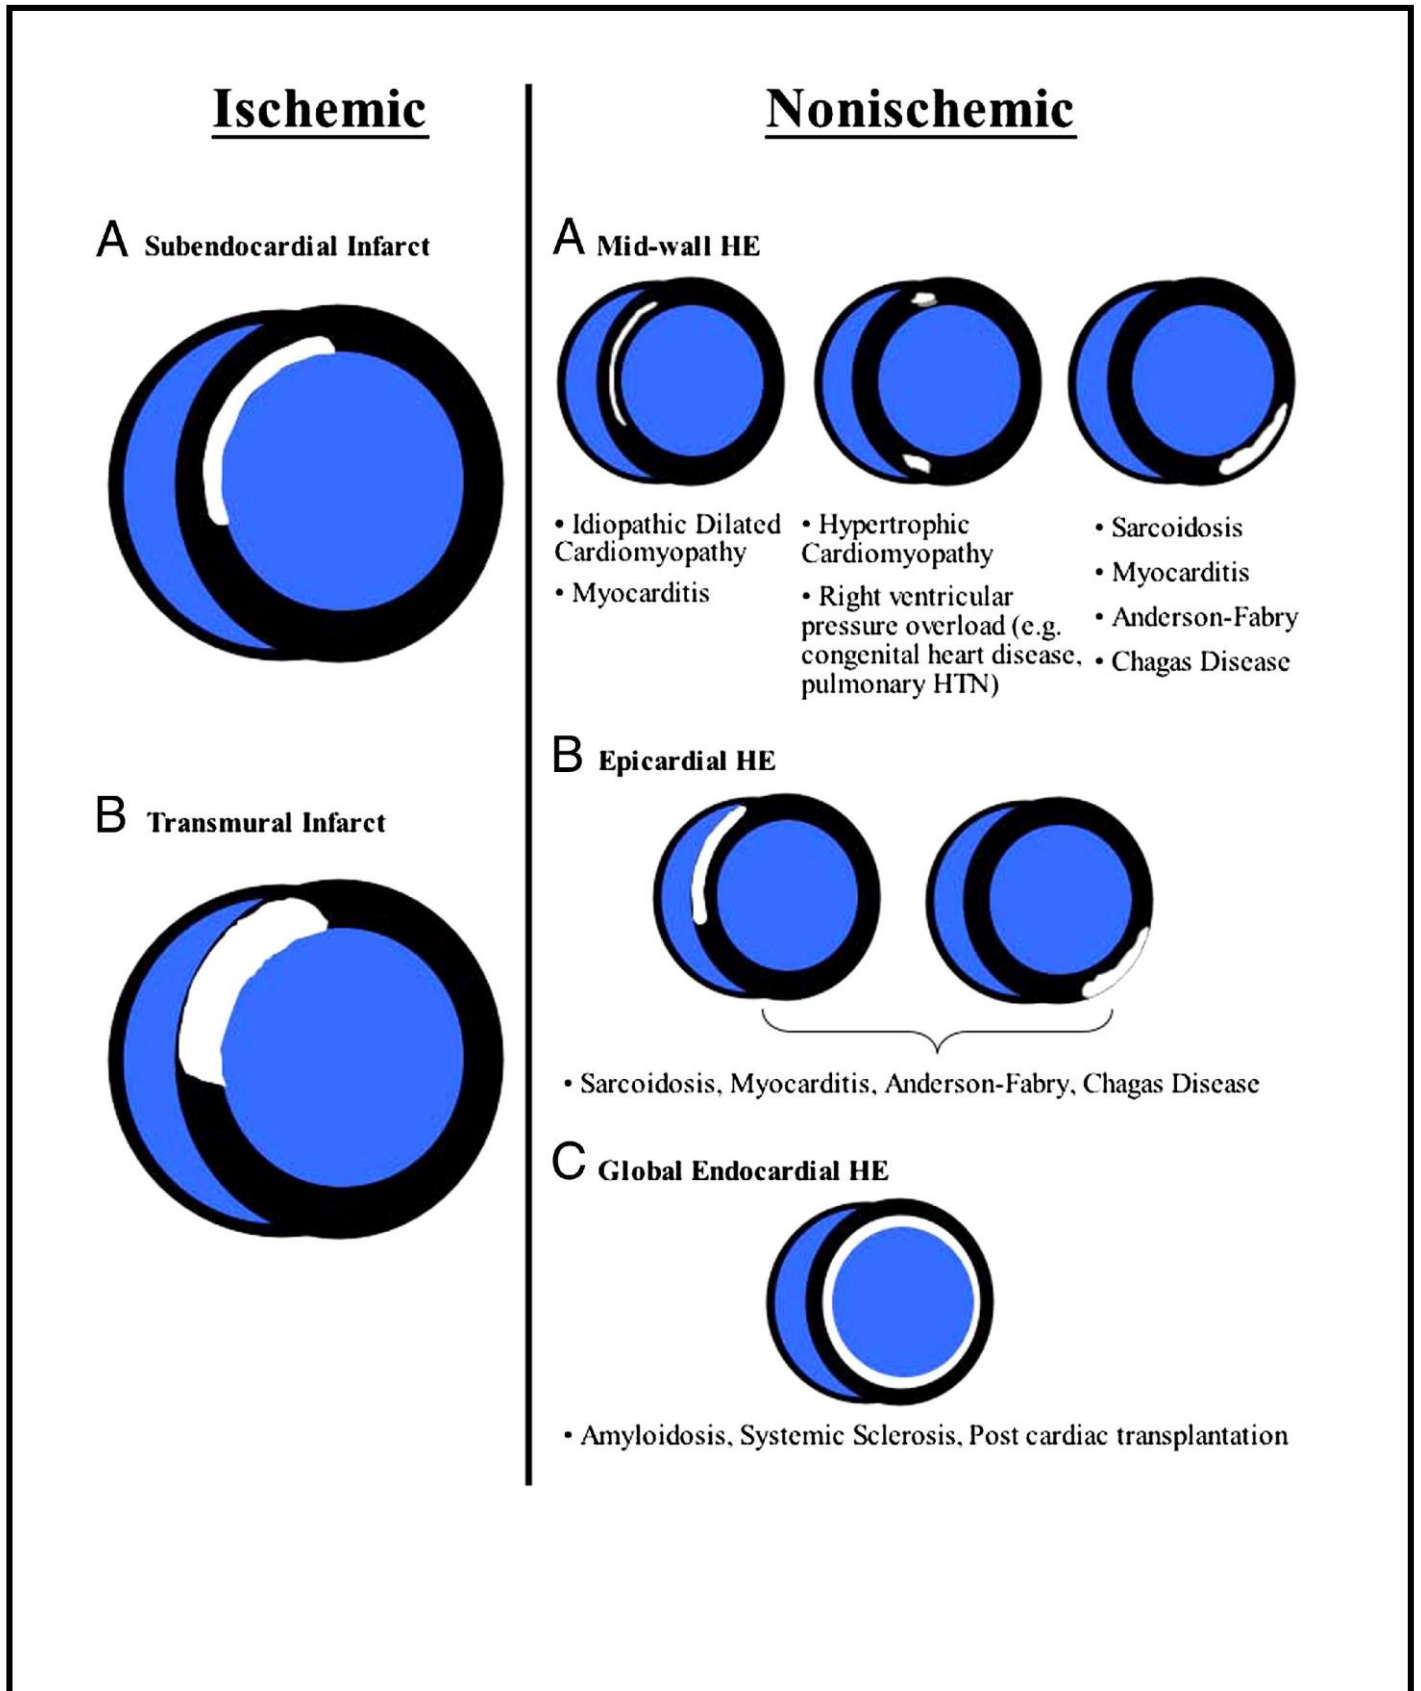 Ischemic
A Subendocardial Infarct
B Transmural Infarct
Nonischemic
A Mid-wall HE
• Idiopathic Dilated
Cardiomyopathy
• Myocarditis
• Hypertrophic
Cardiomyopathy
• Right ventricular
pressure overload (e.g.
congenital heart disease,
pulmonary HTN)
• Sarcoidosis
• Myocarditis
• Anderson-Fabry
• Chagas Disease
B Epicardial HE
• Sarcoidosis, Myocarditis, Anderson-Fabry, Chagas Disease
C Global Endocardial HE
• Amyloidosis, Systemic Sclerosis, Post cardiac transplantation